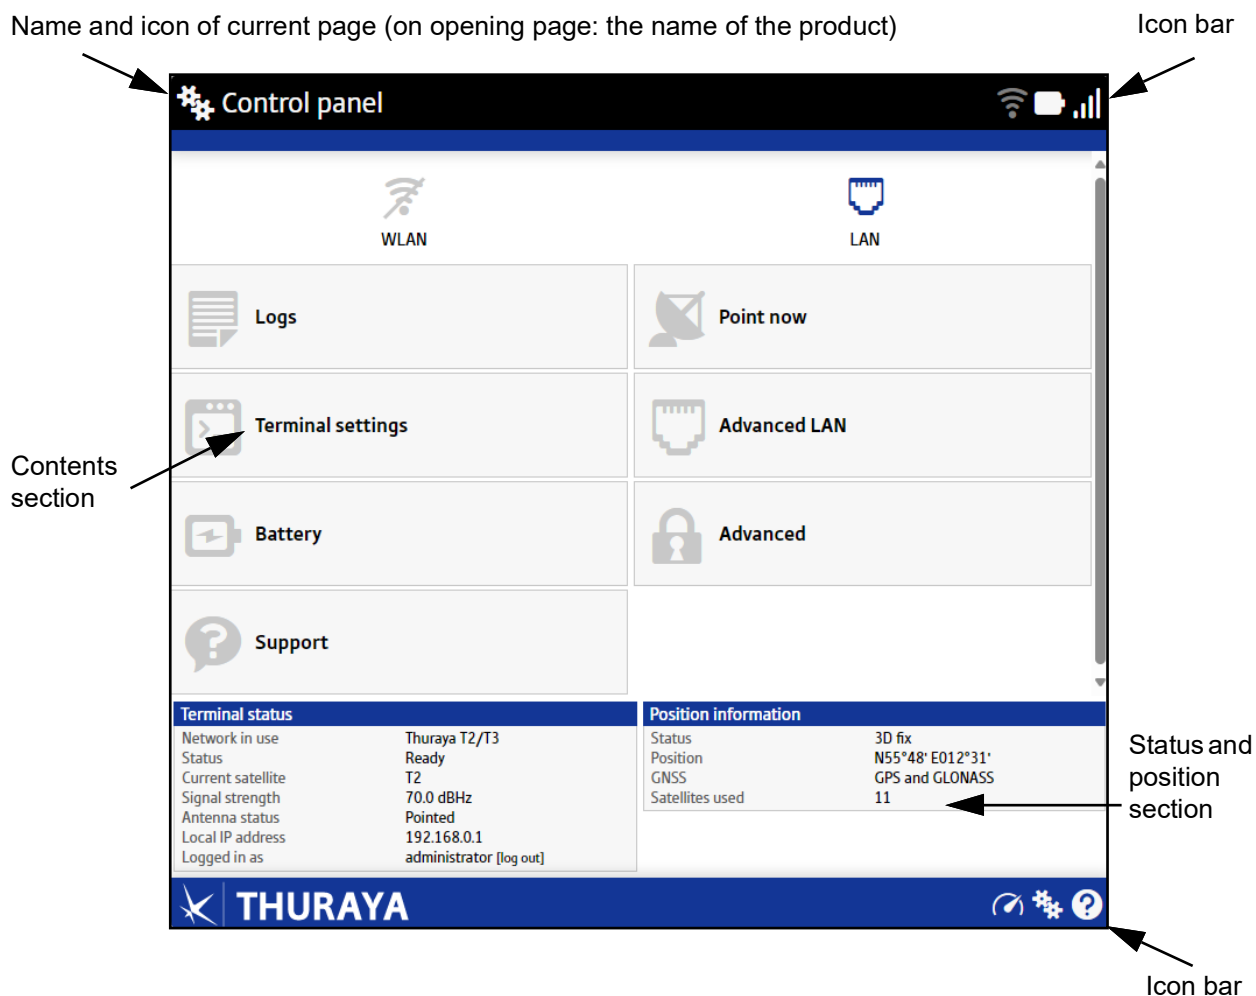 Name and icon of current page (on opening page: the name of the product)
Icon bar
Control panel
WLAN
LAN
Logs
Point now
Terminal settings
Advanced LAN
Contents
section
Battery
Advanced
Support
Terminal status
Network in use Thuraya T2/T3
Status Ready
Current satellite T2
Signal strength 70.0 dBHz
Antenna status Pointed
Local IP address 192.168.0.1
Logged in as administrator [log out]
Position information
Status 3D fix
Position N55°48' E012°31'
GNSS GPS and GLONASS
Satellites used 11
Status and
position
section
THURAYA
Icon bar